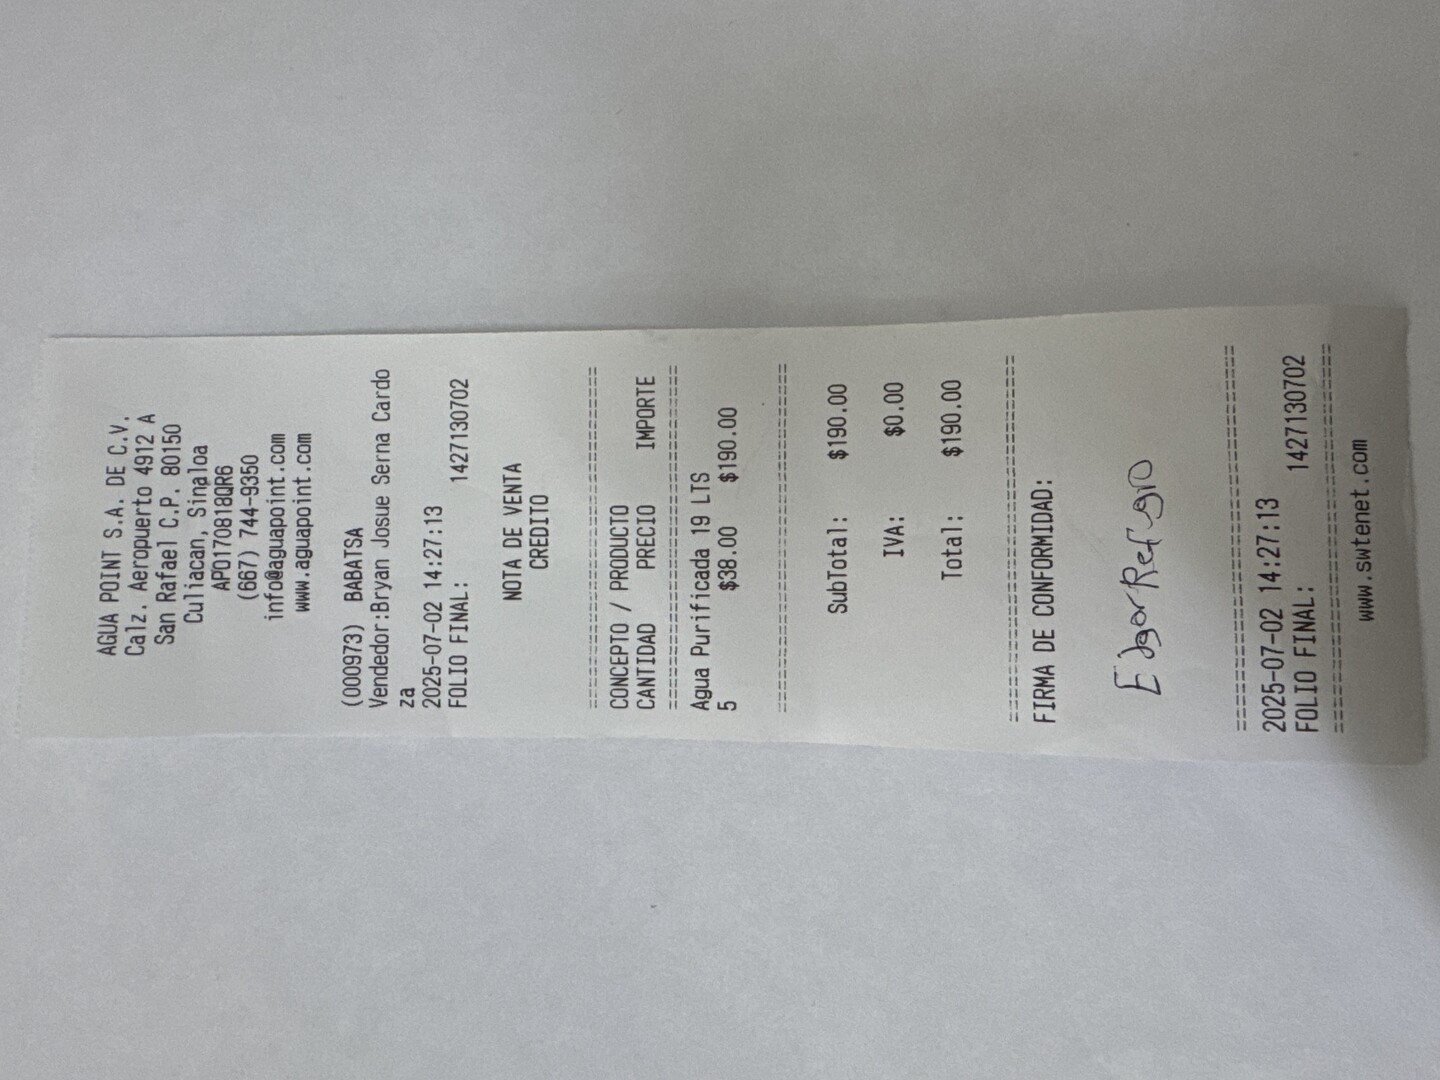 AGUA POINT S.A. DE C.V.
Calz. Aeropuerto 4912 A
San Rafael C.P. 80150
Culiacan, Sinaloa
APO170818QR6
(667) 744-9350
info@aguapoint.com
www.aguapoint.com
(000973) BABATSA
Vendedor:Bryan Josue Serna Cardo
za
2025-07-02 14:27:13
FOLIO FINAL: 1427130702
NOTA DE VENTA
CREDITO
================================
CONCEPTO / PRODUCTO
CANTIDAD PRECIO IMPORTE
================================
Agua Purificada 19 LTS
5 $38.00 $190.00
================================
SubTotal: $190.00
IVA: $0.00
Total: $190.00
================================
FIRMA DE CONFORMIDAD:
Edgar
================================
2025-07-02 14:27:13
FOLIO FINAL: 1427130702
================================
www.swtenet.com